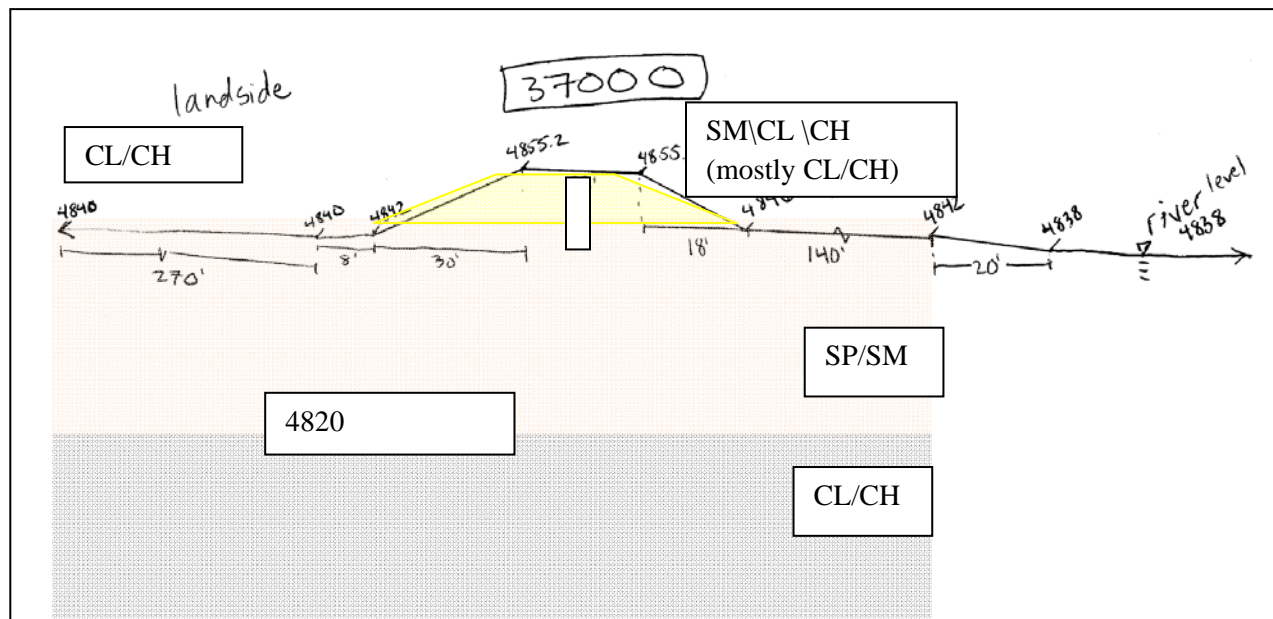 37000
landside
SM\CL \CH
(mostly CL/CH)
CL/CH
4855.2
4855.
4840
4840
4842
4842
4838
river level
4838
8'
30'
18'
140'
20'
270'
SP/SM
4820
CL/CH